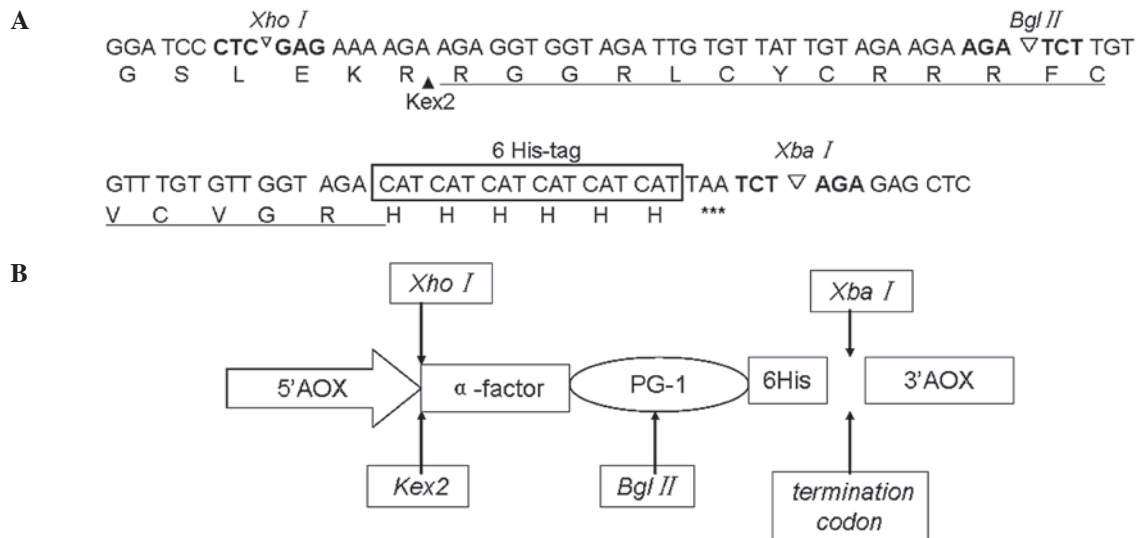 A
Xho I
Bgl II
GGA TCC CTC▽GAG AAA AGA AGA GGT GGT AGA TTG TGT TAT TGT AGA AGA AGA ▽TCT TGT
G S L E K R R G G R L C Y C R R R F C
▲
Kex2
6 His-tag
Xba I
GTT TGT GTT GGT AGA CAT CAT CAT CAT CAT CAT TAA TCT ▽ AGA GAG CTC
V C V G R H H H H H H ***
B
Xho I
Xba I
5'AOX
α-factor
PG-1
6His
3'AOX
Kex2
Bgl II
termination
codon